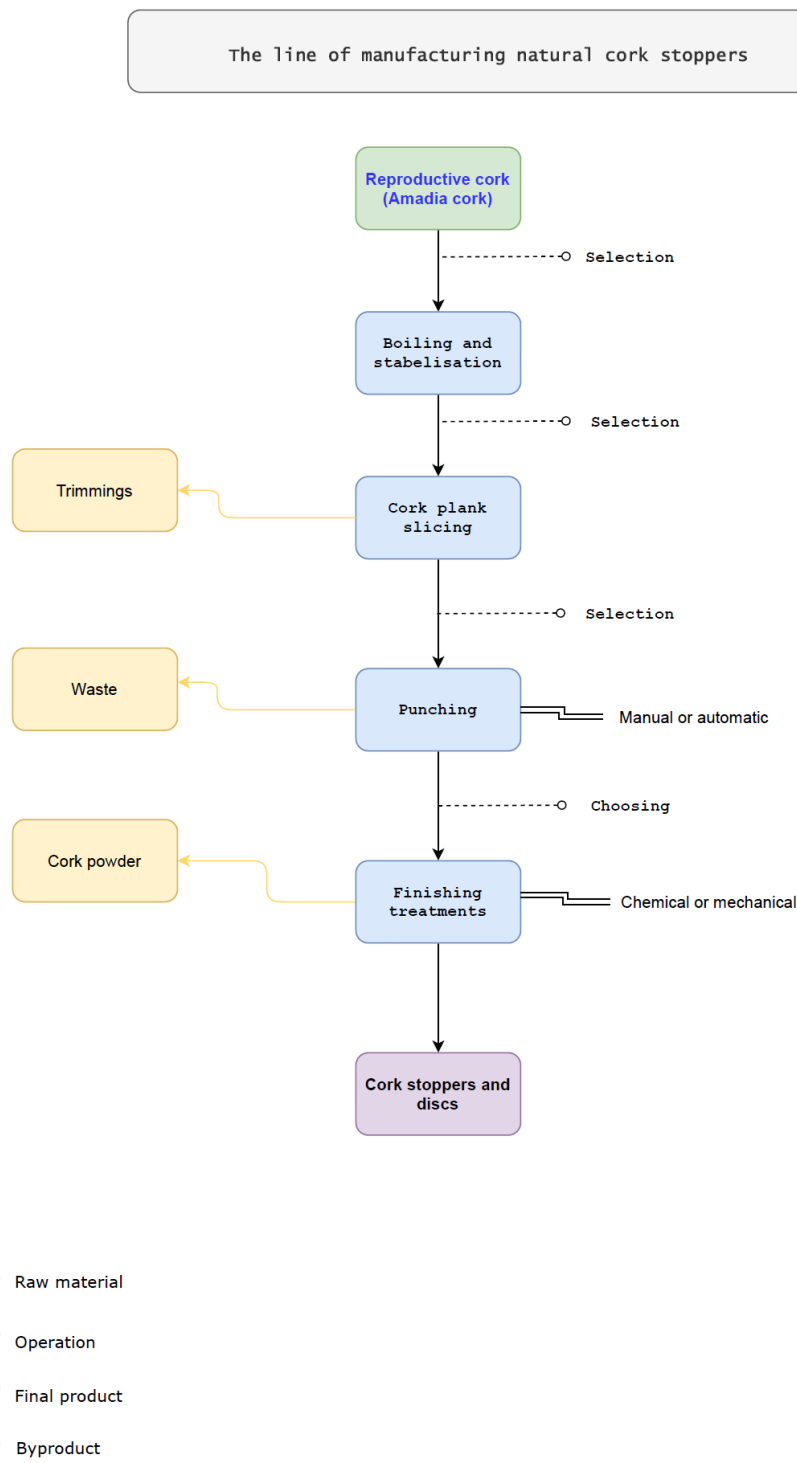 The line of manufacturing natural cork stoppers
Reproductive cork
(Amadia cork)
Selection
Boiling and
stabelisation
Selection
Trimmings
Cork plank
slicing
Selection
Waste
Punching
Manual or automatic
Choosing
Cork powder
Finishing
treatments
Chemical or mechanical
Cork stoppers and
discs
Raw material
Operation
Final product
Byproduct